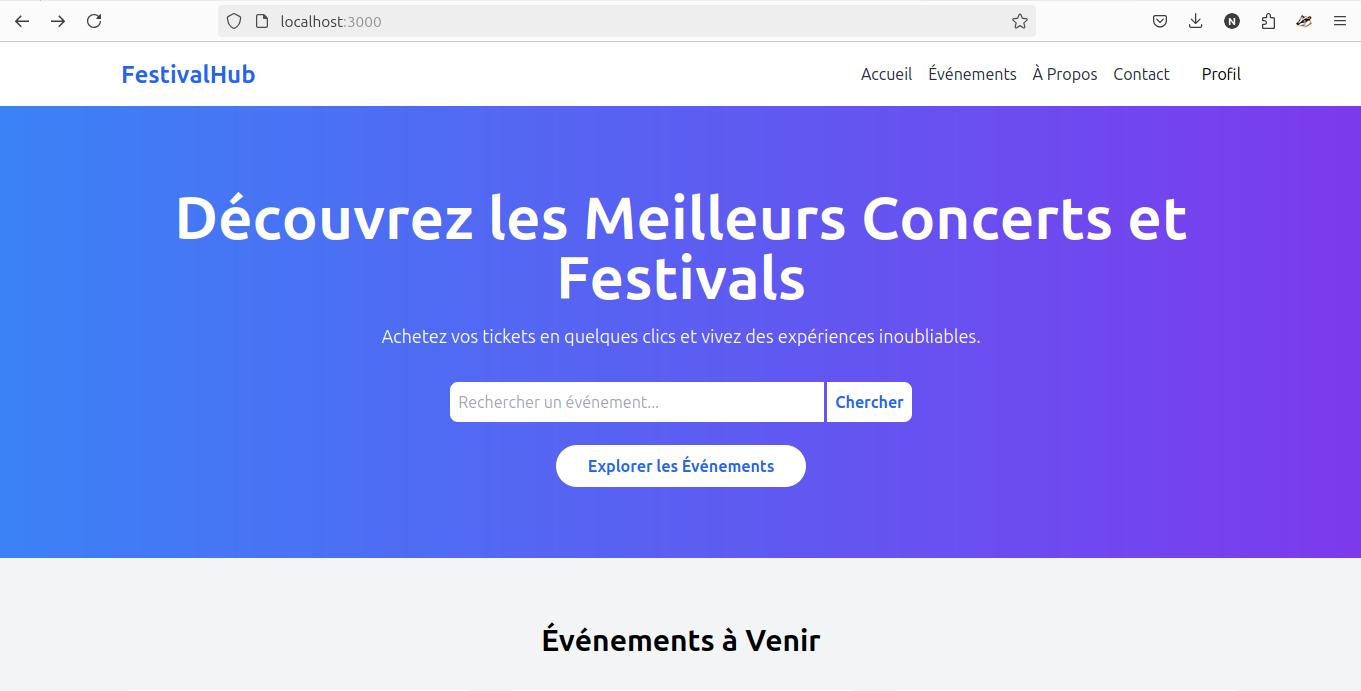 localhost:3000
N
FestivalHub
Accueil Événements À Propos Contact Profil
Découvrez les Meilleurs Concerts et
Festivals
Achetez vos tickets en quelques clics et vivez des expériences inoubliables.
Rechercher un événement... Chercher
Explorer les Événements
Événements à Venir